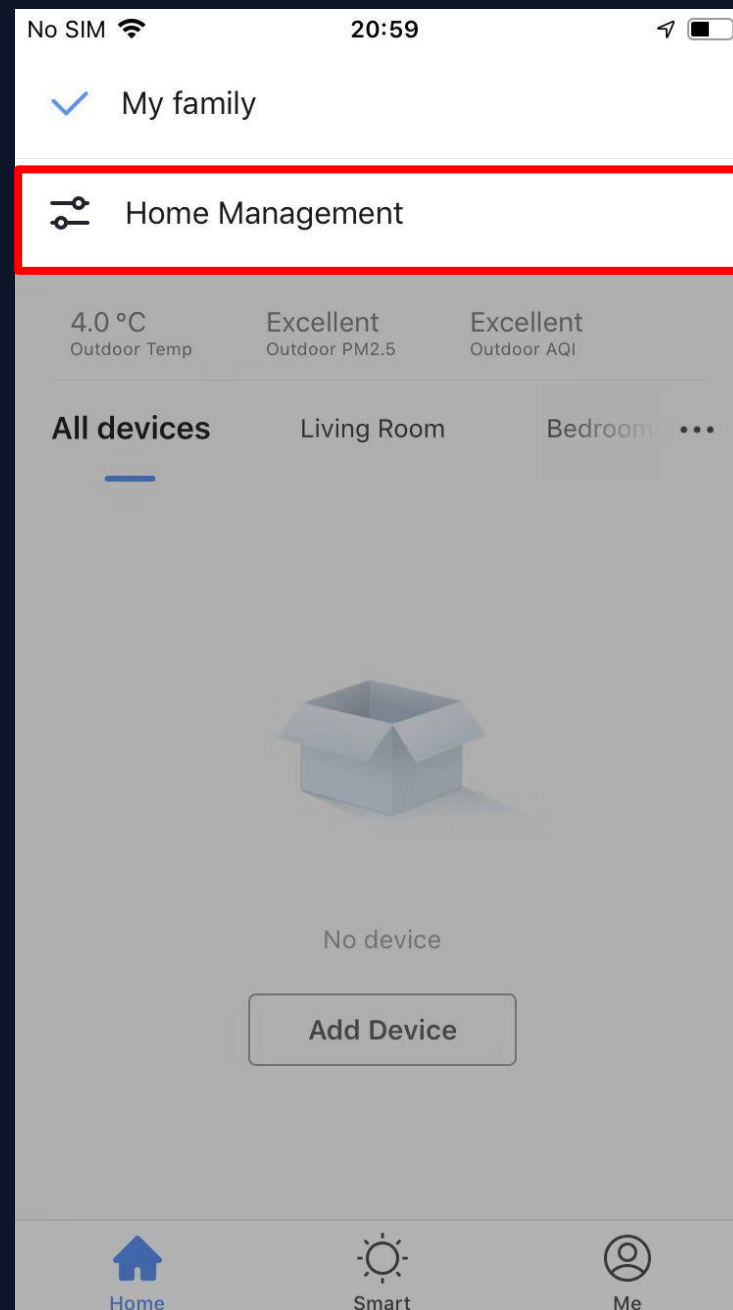 No SIM 20:59
My family
Home Management
4.0 °C Excellent Excellent
Outdoor Temp Outdoor PM2.5 Outdoor AQI
All devices Living Room Bedroom
No device
Add Device
Home Smart Me